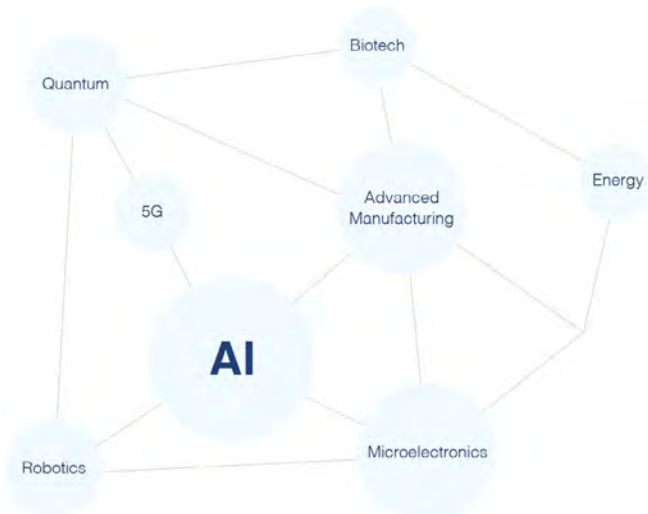 Biotech
Quantum
Energy
Advanced
Manufacturing
5G
AI
Microelectronics
Robotics